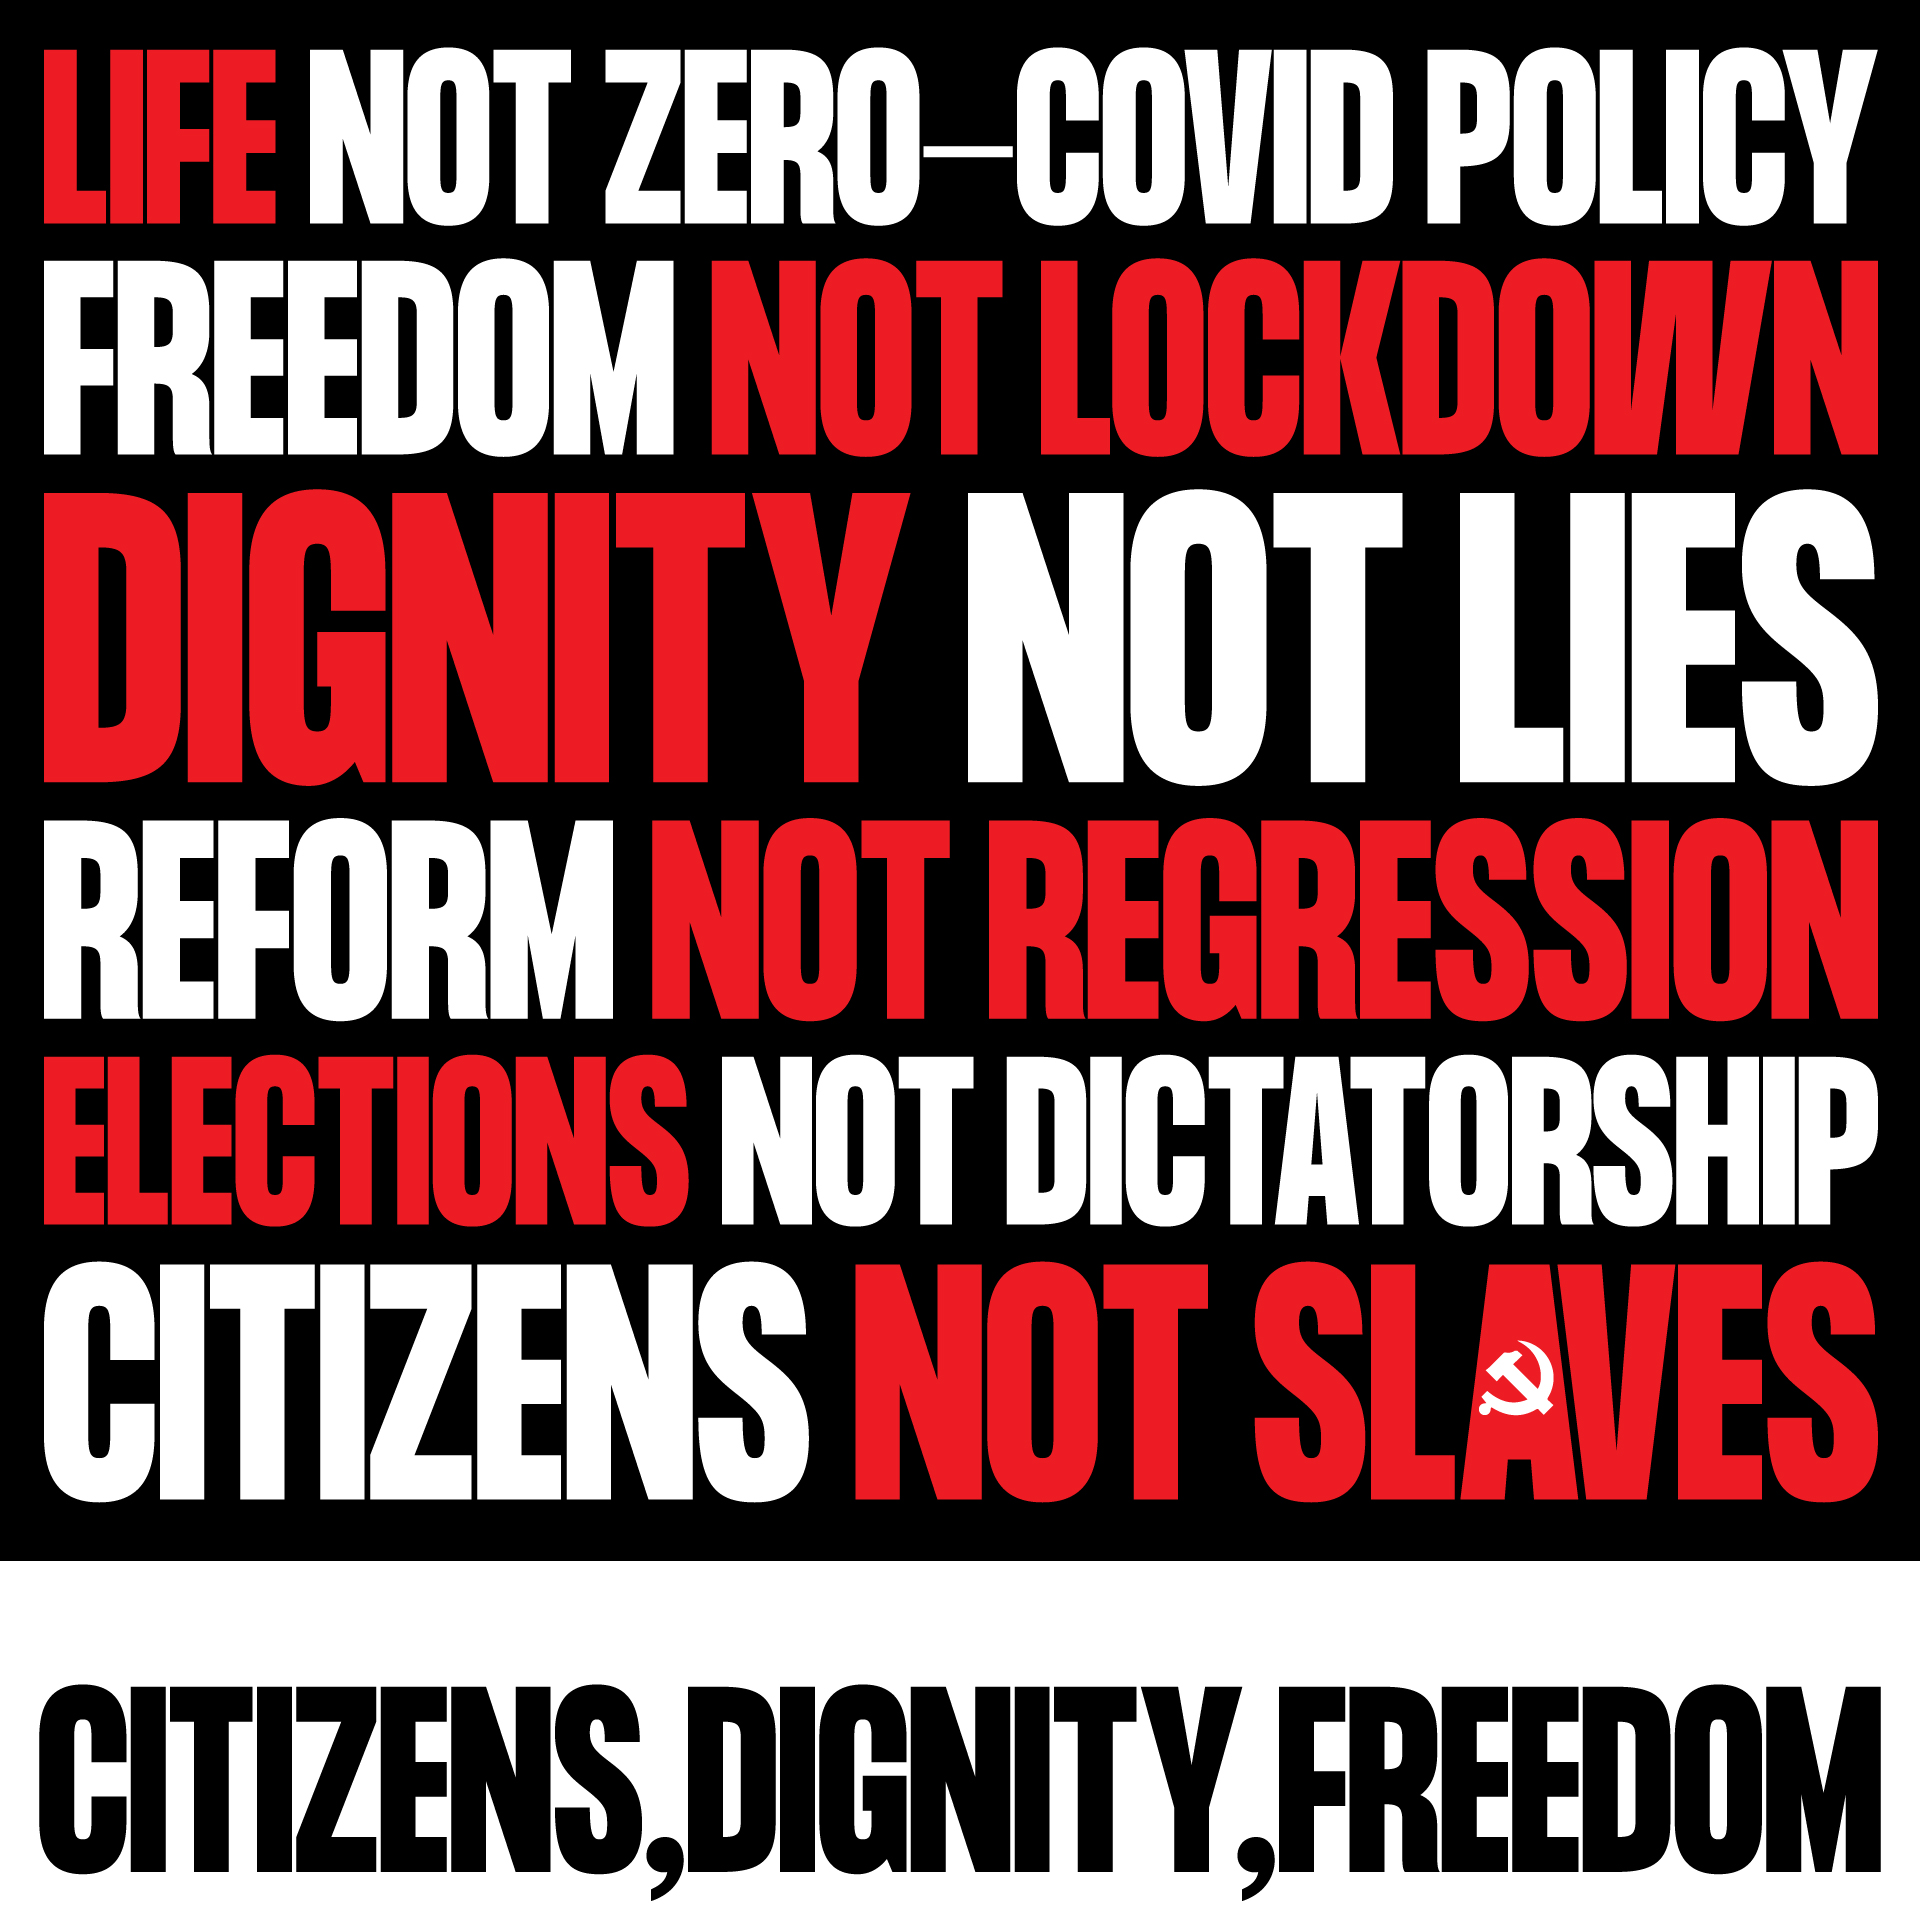 LIFE NOT ZERO—COVID POLICY
FREEDOM NOT LOCKDOWN
DIGNITY NOT LIES
REFORM NOT REGRESSION
ELECTIONS NOT DICTATORSHIP
CITIZENS NOT SLAVES
CITIZENS,DIGNITY,FREEDOM